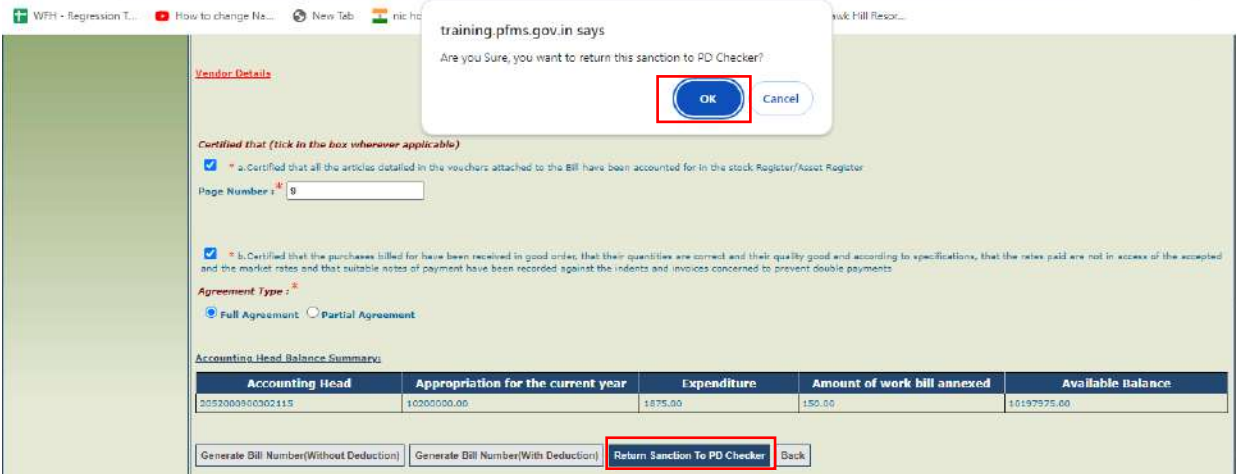 WFH - Regression T...
How to change Na...
New Tab
nic ho
awk Hill Resor...
training.pfms.gov.in says
Are you Sure, you want to return this sanction to PD Checker?
OK
Cancel
Vendor Details
Certified that (tick in the box wherever applicable)
* a.Certified that all the articles detailed in the vouchers attached to the Bill have been accounted for in the stock Register/Asset Register
Page Number :* 9
* b.Certified that the purchases billed for have been received in good order, that their quantities are correct and their quality good and according to specifications, that the rates paid are not in access of the accepted
and the market rates and that suitable notes of payment have been recorded against the indents and invoices concerned to prevent double payments
Agreement Type :*
Full Agreement Partial Agreement
Accounting Head Balance Summary:
Accounting Head Appropriation for the current year Expenditure Amount of work bill annexed Available Balance
2052000900302115 10200000.00 1875.00 150.00 10197975.00
Generate Bill Number(Without Deduction) Generate Bill Number(With Deduction) Return Sanction To PD Checker Back